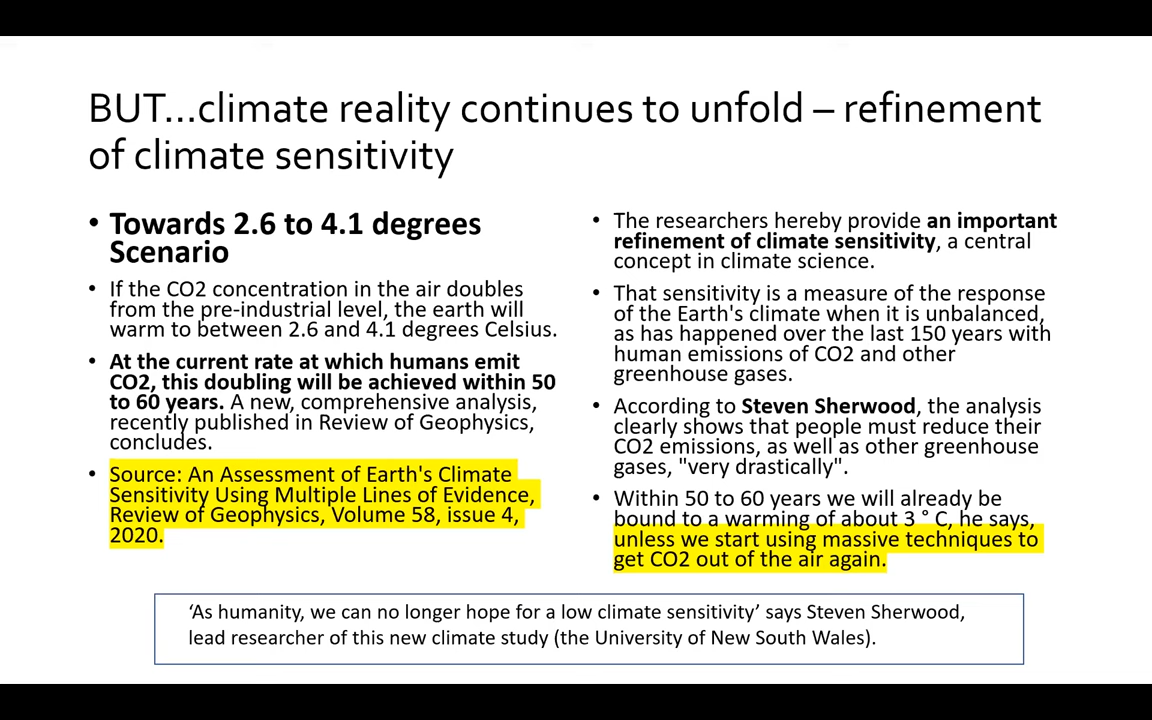 BUT...climate reality continues to unfold – refinement
of climate sensitivity
• Towards 2.6 to 4.1 degrees
Scenario
• If the CO2 concentration in the air doubles
from the pre-industrial level, the earth will
warm to between 2.6 and 4.1 degrees Celsius.
• At the current rate at which humans emit
CO2, this doubling will be achieved within 50
to 60 years. A new, comprehensive analysis,
recently published in Review of Geophysics,
concludes.
• Source: An Assessment of Earth's Climate
Sensitivity Using Multiple Lines of Evidence,
Review of Geophysics, Volume 58, issue 4,
2020.
• The researchers hereby provide an important
refinement of climate sensitivity, a central
concept in climate science.
• That sensitivity is a measure of the response
of the Earth's climate when it is unbalanced,
as has happened over the last 150 years with
human emissions of CO2 and other
greenhouse gases.
• According to Steven Sherwood, the analysis
clearly shows that people must reduce their
CO2 emissions, as well as other greenhouse
gases, "very drastically".
• Within 50 to 60 years we will already be
bound to a warming of about 3 ° C, he says,
unless we start using massive techniques to
get CO2 out of the air again.
‘As humanity, we can no longer hope for a low climate sensitivity’ says Steven Sherwood,
lead researcher of this new climate study (the University of New South Wales).